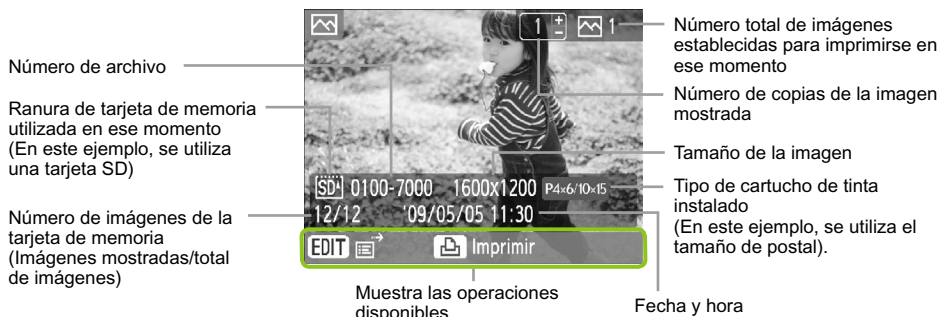 Número de archivo
Ranura de tarjeta de memoria
utilizada en ese momento
(En este ejemplo, se utiliza
una tarjeta SD)
Número de imágenes de la
tarjeta de memoria
(Imágenes mostradas/total
de imágenes)
1 + - 1
SD 0100-7000 1600x1200 P4×6/10×15
12/12 '09/05/05 11:30
EDIT Imprimir
Número total de imágenes
establecidas para imprimirse en
ese momento
Número de copias de la imagen
mostrada
Tamaño de la imagen
Tipo de cartucho de tinta
instalado
(En este ejemplo, se utiliza el
tamaño de postal).
Muestra las operaciones
disponibles
Fecha y hora